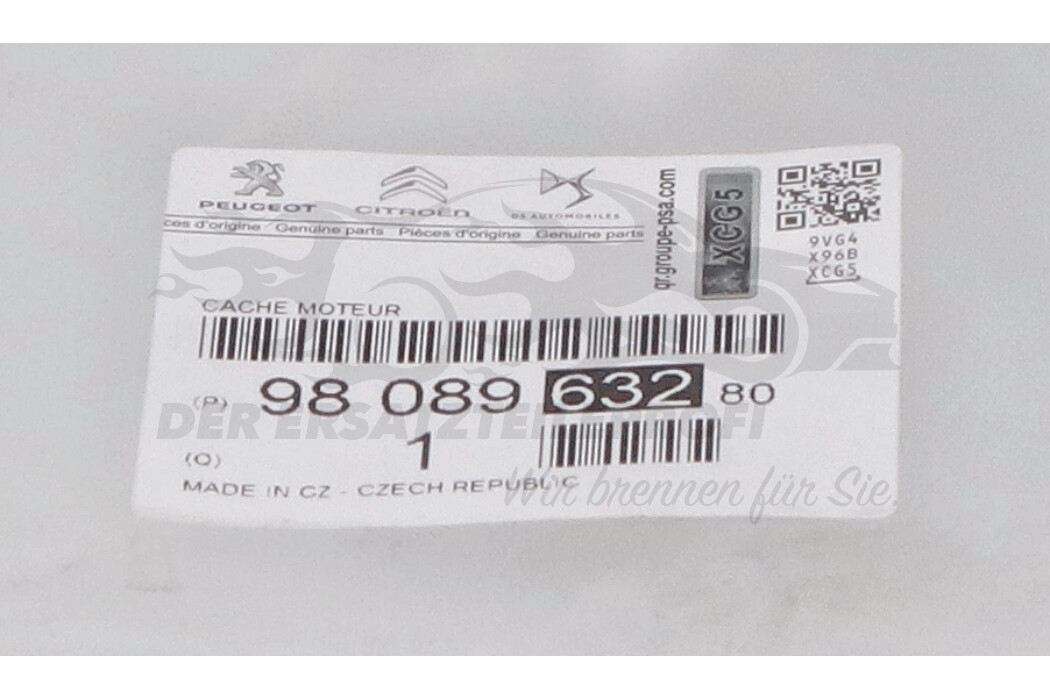 PEUGEOT CITROËN DS AUTOMOBILES
ces d'origine / Genuine parts Pièces d'origine Genuine parts
qr.groupe-psa.com
XCG5
9VG4
X96B
XCG5
CACHE MOTEUR
(P) 98 089 632 80
DER ERSATZTEILEPROFI
(Q) 1
MADE IN CZ - CZECH REPUBLIC
Wir brennen für Sie!